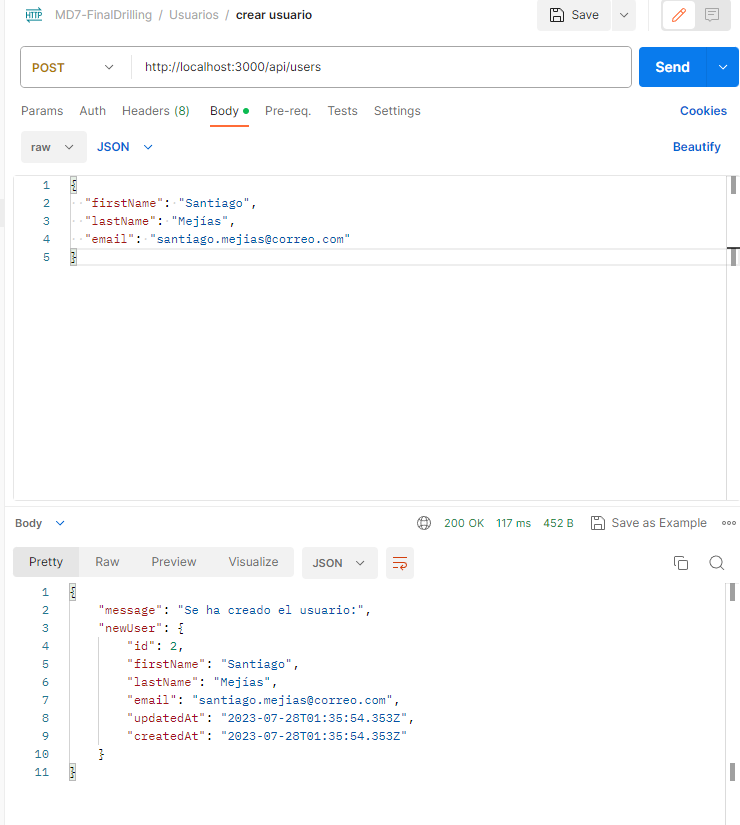 HTTP MD7-FinalDrilling / Usuarios / crear usuario Save
POST http://localhost:3000/api/users Send
Params Auth Headers (8) Body Pre-req. Tests Settings Cookies
raw JSON Beautify
1 {
2 "firstName": "Santiago",
3 "lastName": "Mejías",
4 "email": "santiago.mejias@correo.com"
5 }
Body 200 OK 117 ms 452 B Save as Example
Pretty Raw Preview Visualize JSON
1 {
2 "message": "Se ha creado el usuario:",
3 "newUser": {
4 "id": 2,
5 "firstName": "Santiago",
6 "lastName": "Mejías",
7 "email": "santiago.mejias@correo.com",
8 "updatedAt": "2023-07-28T01:35:54.353Z",
9 "createdAt": "2023-07-28T01:35:54.353Z"
10 }
11 }